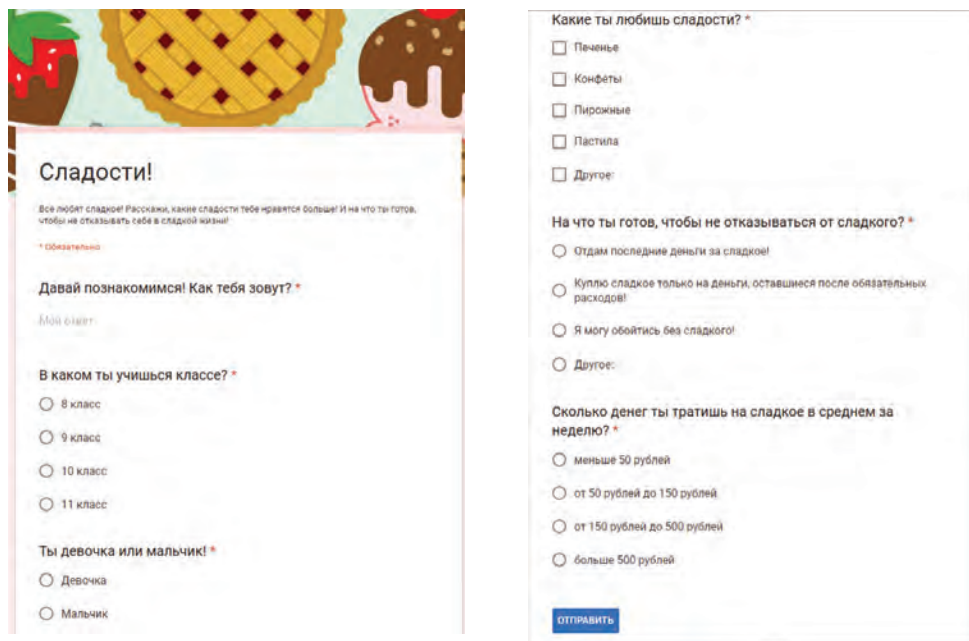 Сладости!
Все любят сладкое! Расскажи, какие сладости тебе нравятся больше! И на что ты готов,
чтобы не отказывать себе в сладкой жизни!
* Обязательно
Давай познакомимся! Как тебя зовут? *
Мой ответ
В каком ты учишься классе? *
8 класс
9 класс
10 класс
11 класс
Ты девочка или мальчик! *
Девочка
Мальчик
Какие ты любишь сладости? *
Печенье
Конфеты
Пирожные
Пастила
Другое:
На что ты готов, чтобы не отказываться от сладкого? *
Отдам последние деньги за сладкое!
Куплю сладкое только на деньги, оставшиеся после обязательных
расходов!
Я могу обойтись без сладкого!
Другое:
Сколько денег ты тратишь на сладкое в среднем за
неделю? *
меньше 50 рублей
от 50 рублей до 150 рублей
от 150 рублей до 500 рублей
больше 500 рублей
ОТПРАВИТЬ